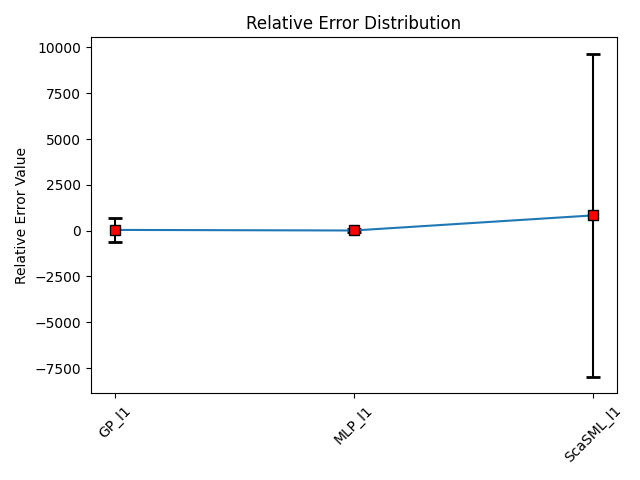 Relative Error Distribution
Relative Error Value
10000
7500
5000
2500
0
−2500
−5000
−7500
GP_l1
MLP_l1
ScaSML_l1